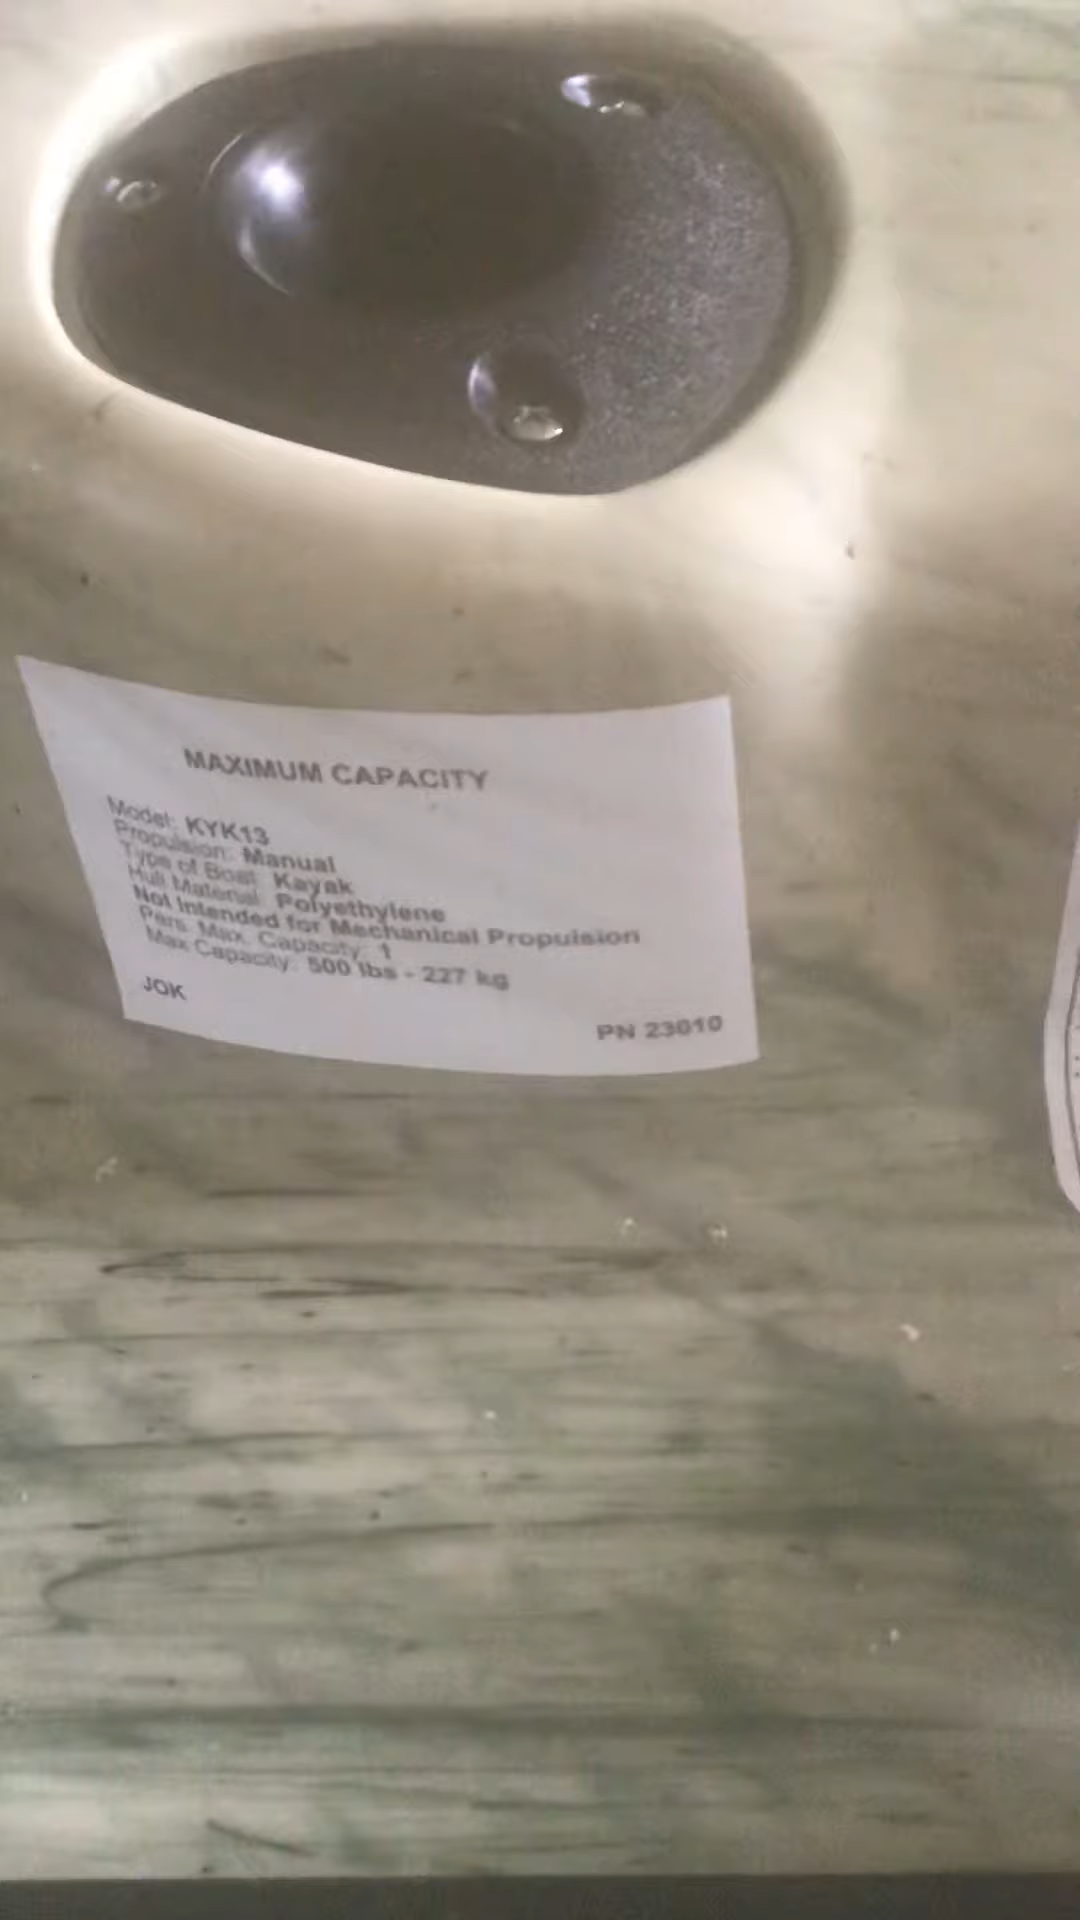 MAXIMUM CAPACITY
Model: KYK13
Propulsion: Manual
Type of Boat: Kayak
Hull Material: Polyethylene
Not Intended for Mechanical Propulsion
Pers. Max. Capacity: 1
Max Capacity: 500 lbs - 227 kg
JOK
PN 23010